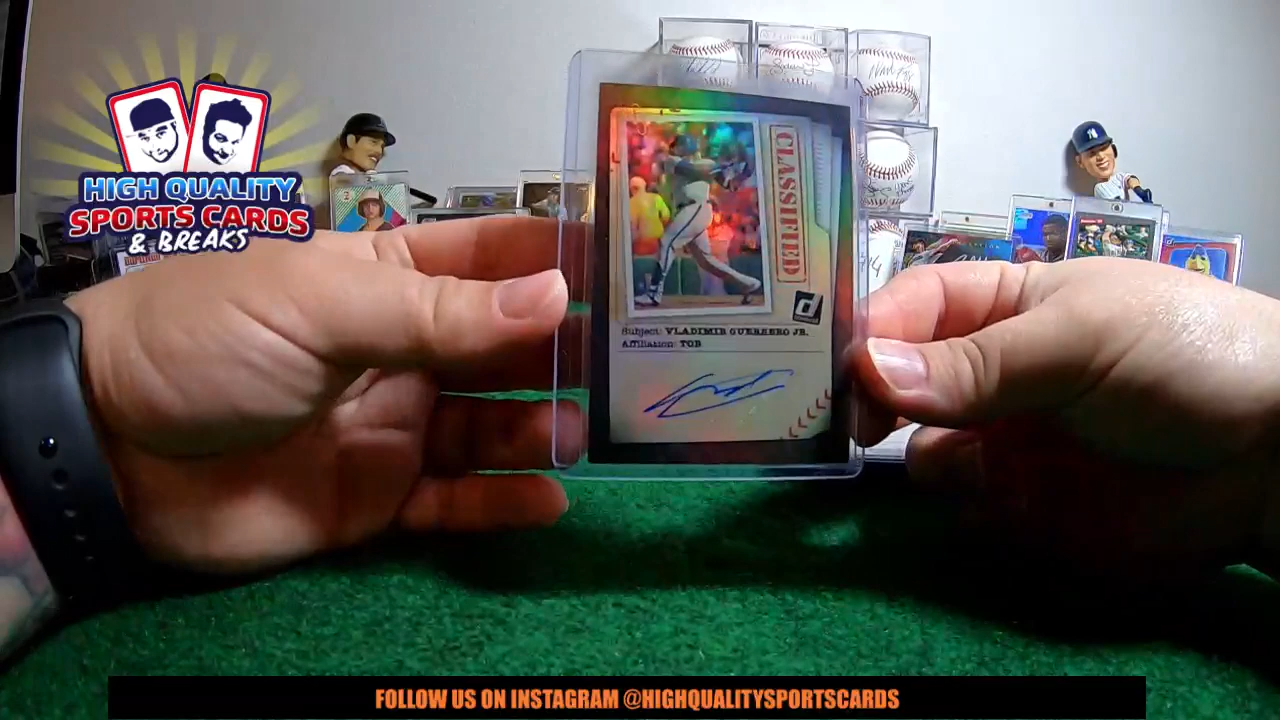 HIGH QUALITY
SPORTS CARDS
& BREAKS
CLASSIFIED
Subject: VLADIMIR GUERRERO JR.
Affiliation: TOR
FOLLOW US ON INSTAGRAM @HIGHQUALITYSPORTSCARDS